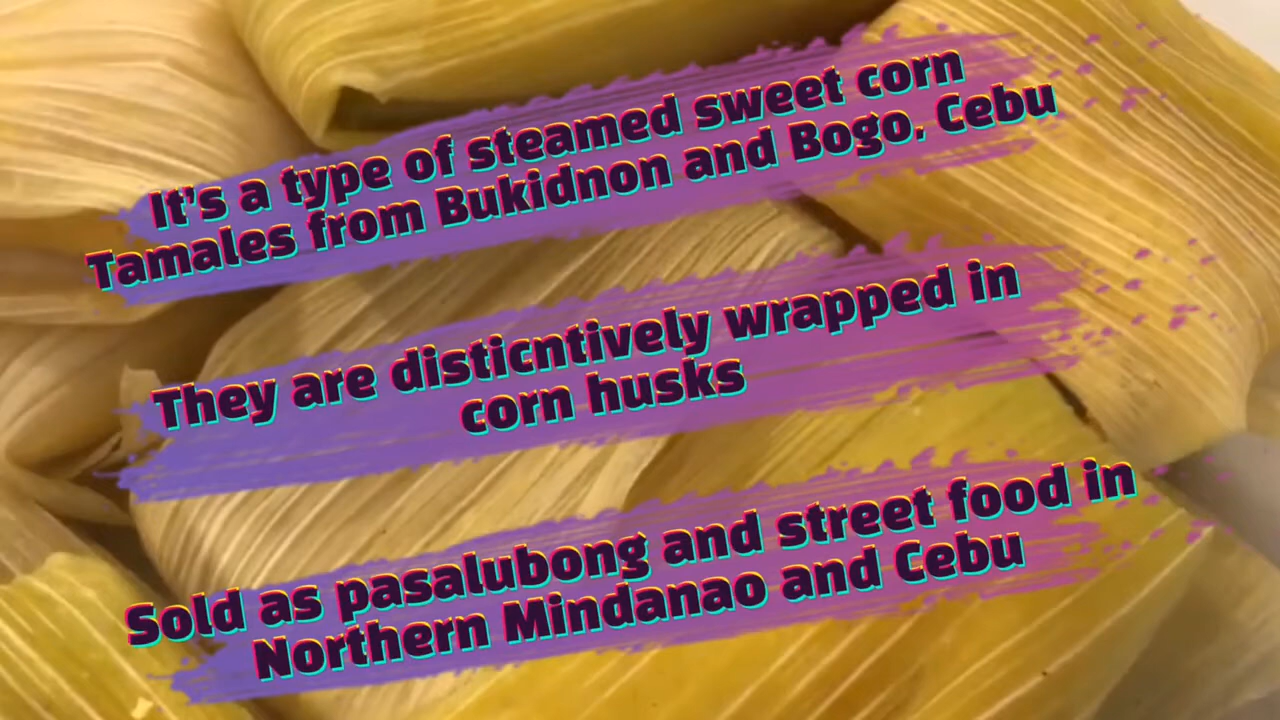 It's a type of steamed sweet corn
Tamales from Bukidnon and Bogo, Cebu
They are disticntively wrapped in
corn husks
Sold as pasalubong and street food in
Northern Mindanao and Cebu